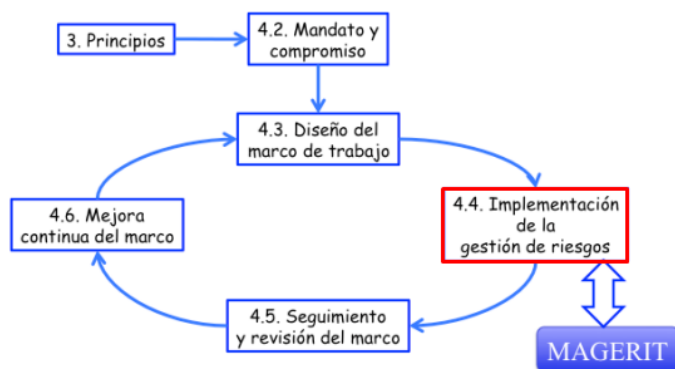 3. Principios
4.2. Mandato y
compromiso
4.3. Diseño del
marco de trabajo
4.4. Implementación
de la
gestión de riesgos
4.6. Mejora
continua del marco
4.5. Seguimiento
y revisión del marco
MAGERIT